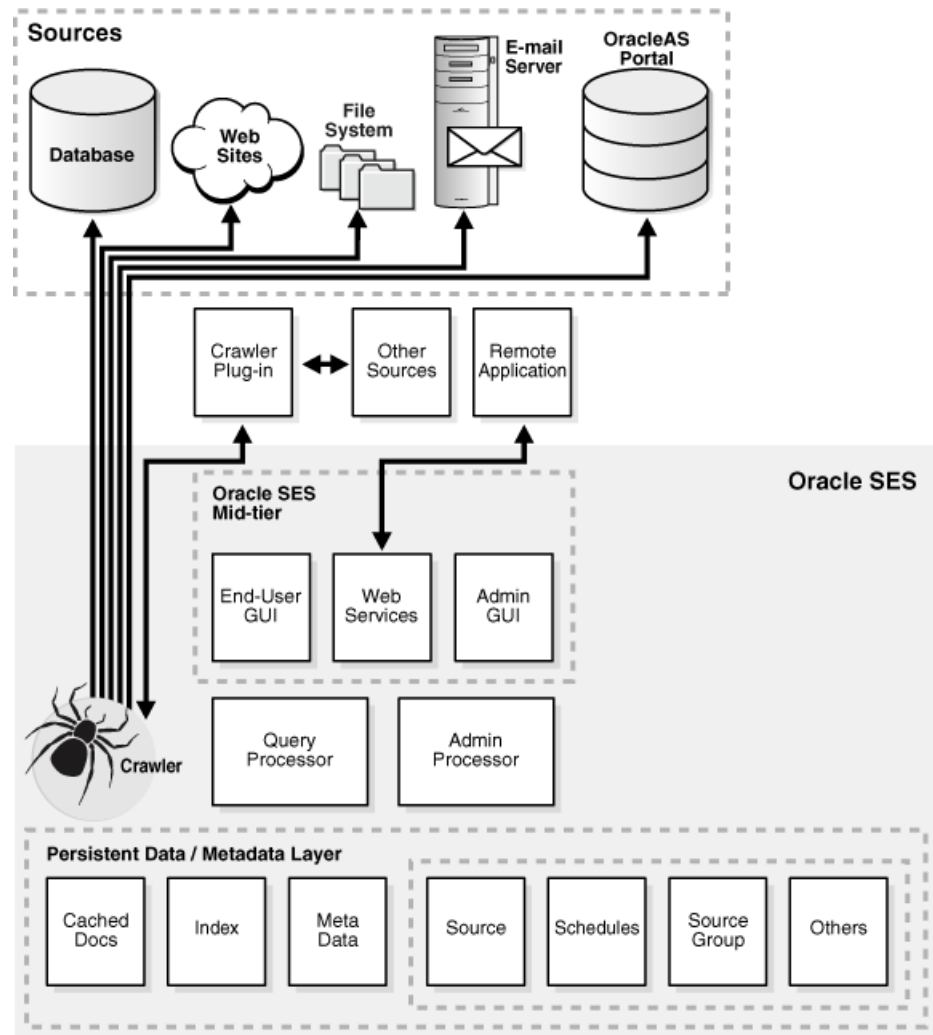 Sources
Database
Web
Sites
File
System
E-mail
Server
OracleAS
Portal
Crawler
Plug-in
Other
Sources
Remote
Application
Oracle SES
Oracle SES
Mid-tier
End-User
GUI
Web
Services
Admin
GUI
Crawler
Query
Processor
Admin
Processor
Persistent Data / Metadata Layer
Cached
Docs
Index
Meta
Data
Source
Schedules
Source
Group
Others